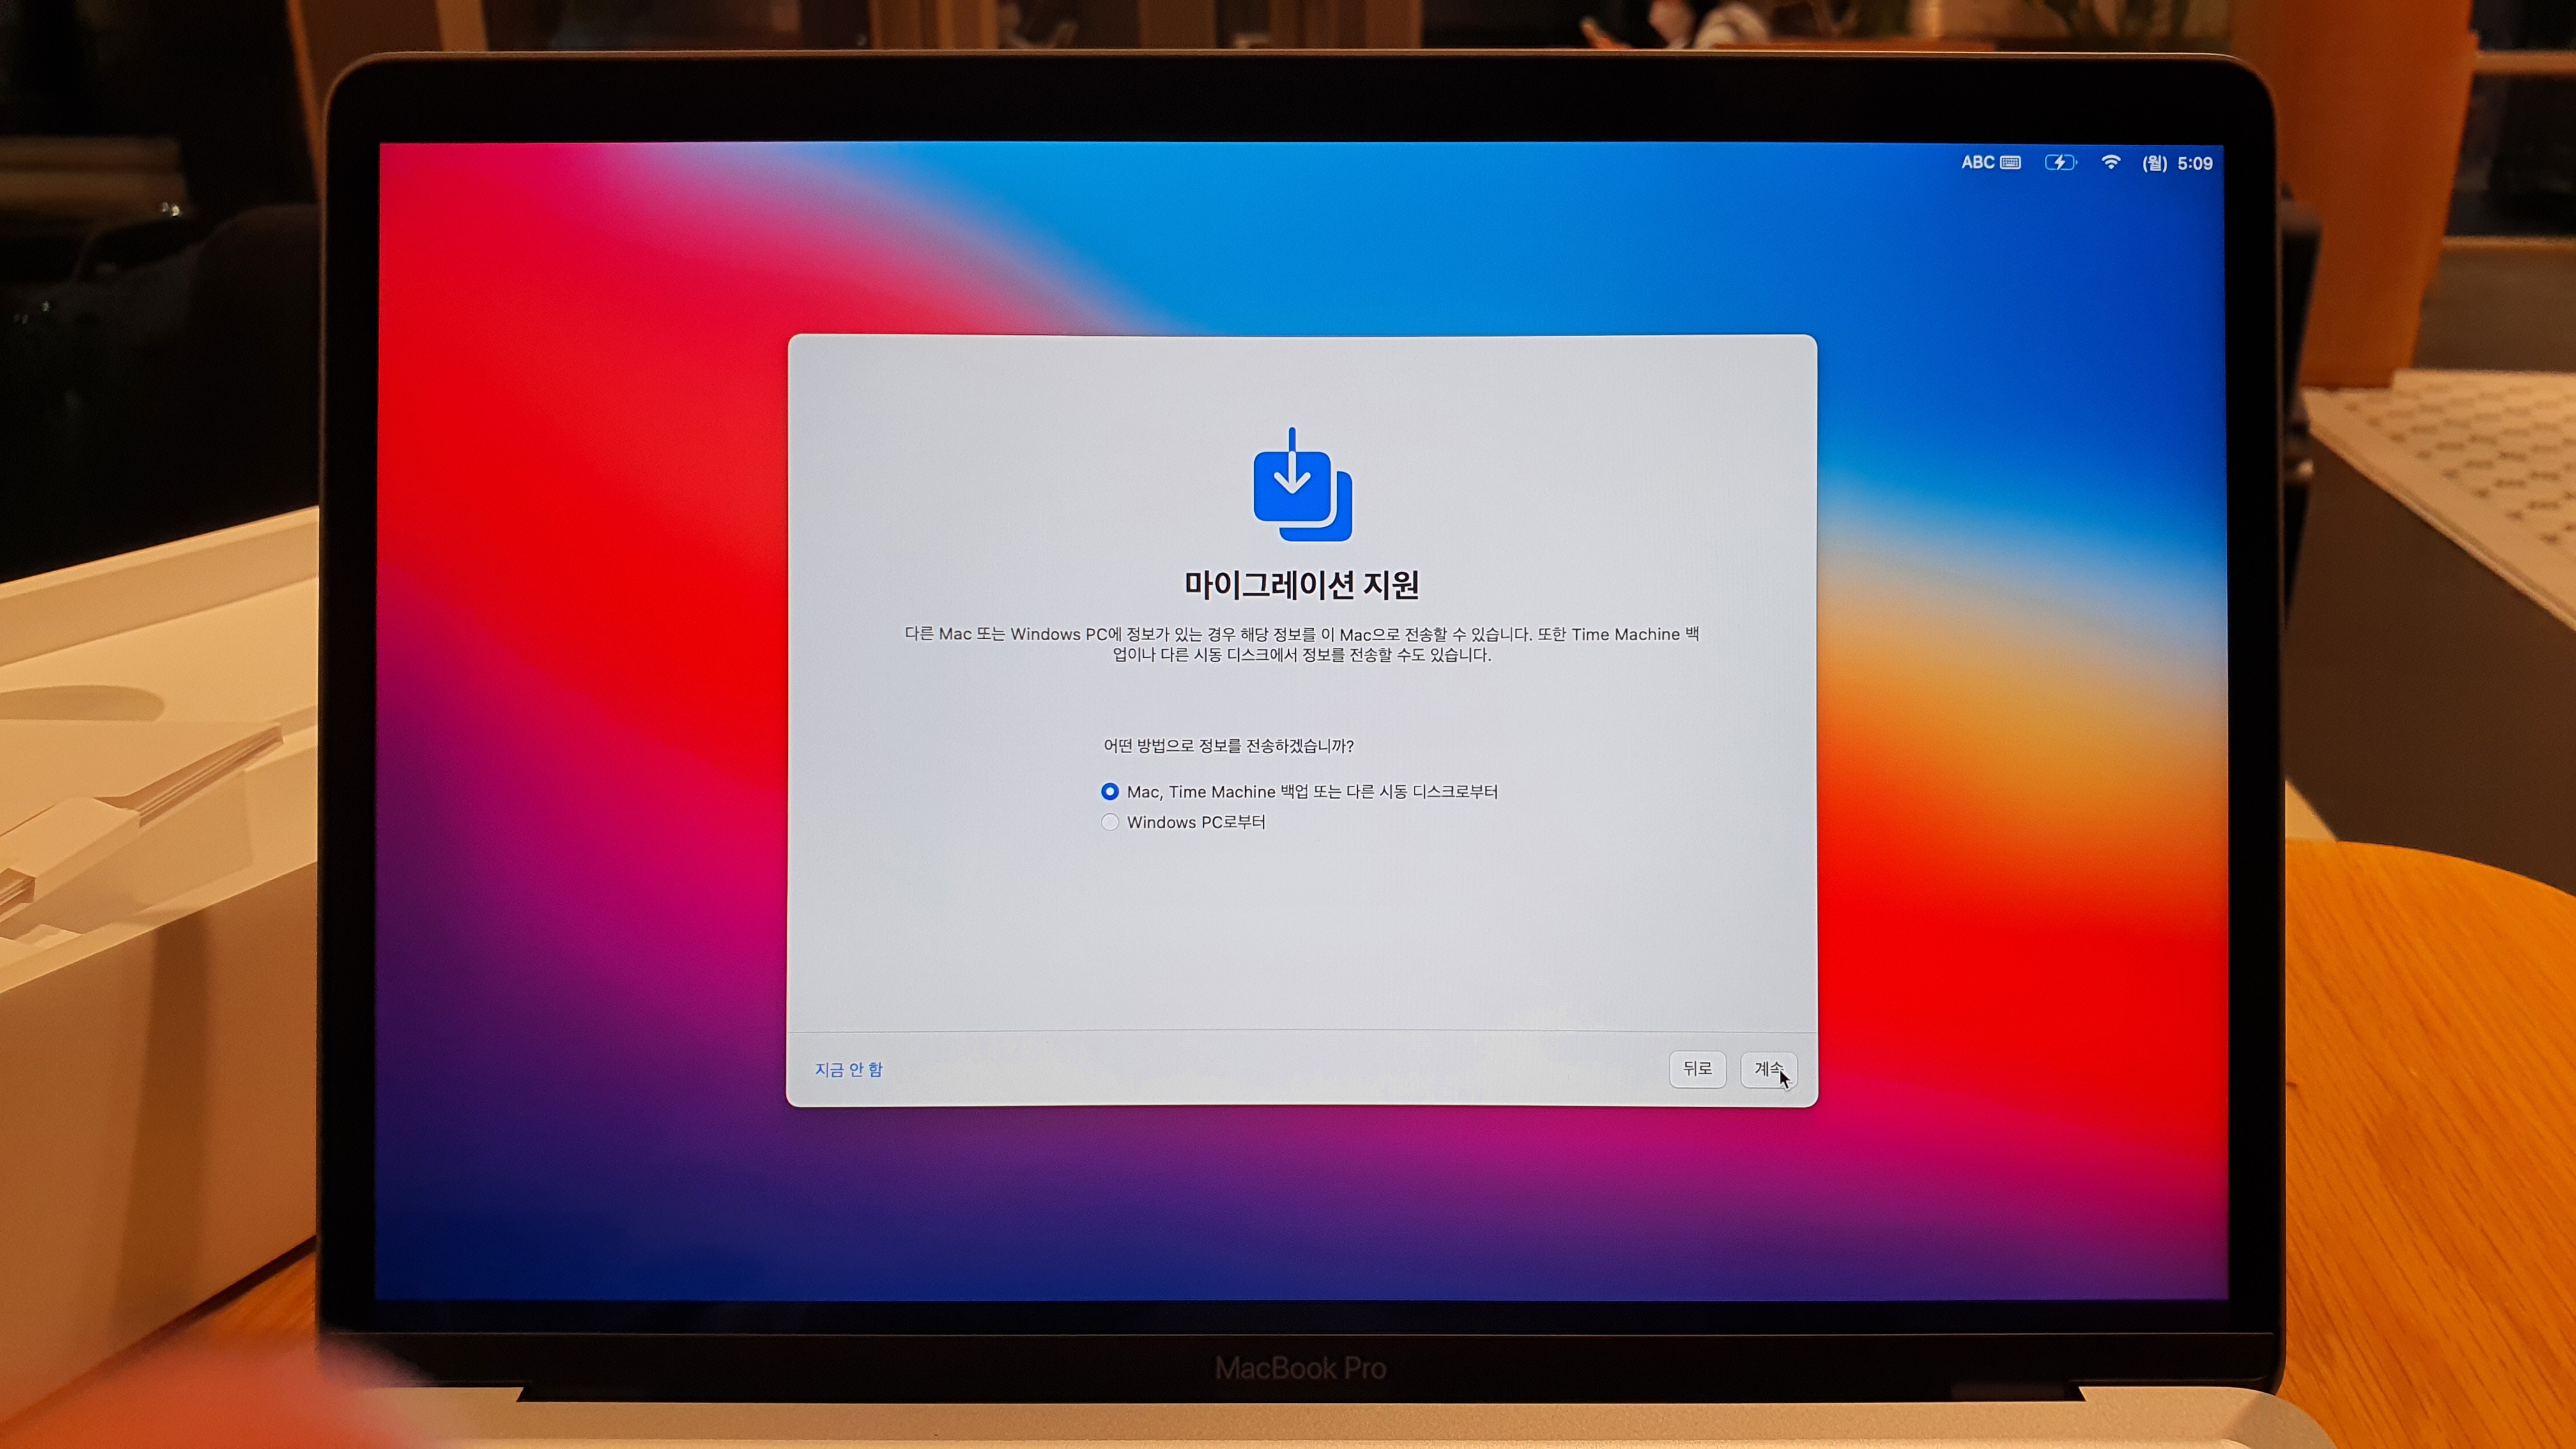 ABC (월) 5:09
마이그레이션 지원
다른 Mac 또는 Windows PC에 정보가 있는 경우 해당 정보를 이 Mac으로 전송할 수 있습니다. 또한 Time Machine 백
업이나 다른 시동 디스크에서 정보를 전송할 수도 있습니다.
어떤 방법으로 정보를 전송하겠습니까?
Mac, Time Machine 백업 또는 다른 시동 디스크로부터
Windows PC로부터
지금 안 함 뒤로 계속
MacBook Pro